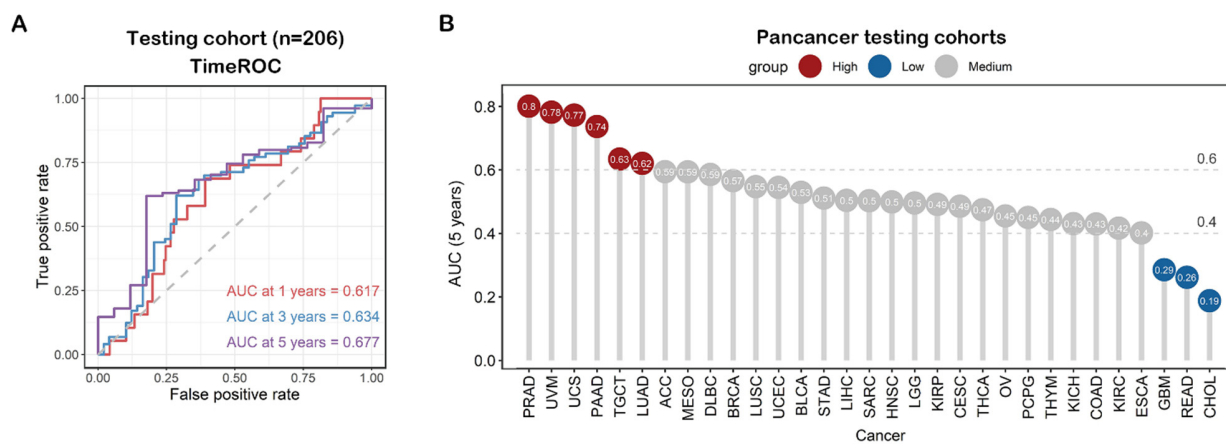 A
Testing cohort (n=206)
TimeROC
True positive rate
1.00
0.75
0.50
0.25
0.00
AUC at 1 years = 0.617
AUC at 3 years = 0.634
AUC at 5 years = 0.677
0.00 0.25 0.50 0.75 1.00
False positive rate
B
Pancancer testing cohorts
group High Low Medium
AUC (5 years)
0.8
0.6
0.4
0.2
0.0
0.8 0.78 0.77 0.74 0.63 0.62 0.59 0.59 0.59 0.57 0.55 0.54 0.53 0.51 0.5 0.5 0.5 0.5 0.49 0.49 0.47 0.45 0.45 0.44 0.43 0.43 0.42 0.4 0.29 0.26 0.19
0.6
0.4
PRAD UVM UCS PAAD TGCT LUAD ACC MESO DLBC BRCA LUSC UCEC BLCA STAD LIHC SARC HNSC LGG KIRP CESC THCA OV PCPG THYM KICH COAD KIRC ESCA GBM READ CHOL
Cancer